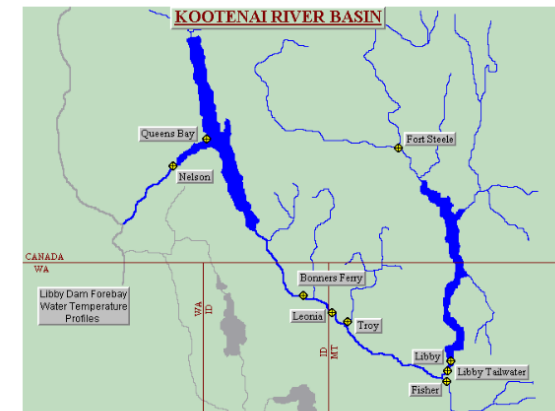 KOOTENAI RIVER BASIN
Queens Bay
Fort Steele
Nelson
CANADA
WA
Bonners Ferry
Libby Dam Forebay
Water Temperature
Profiles
WA
ID
Leonia
Troy
ID
MT
Libby
Libby Tailwater
Fisher